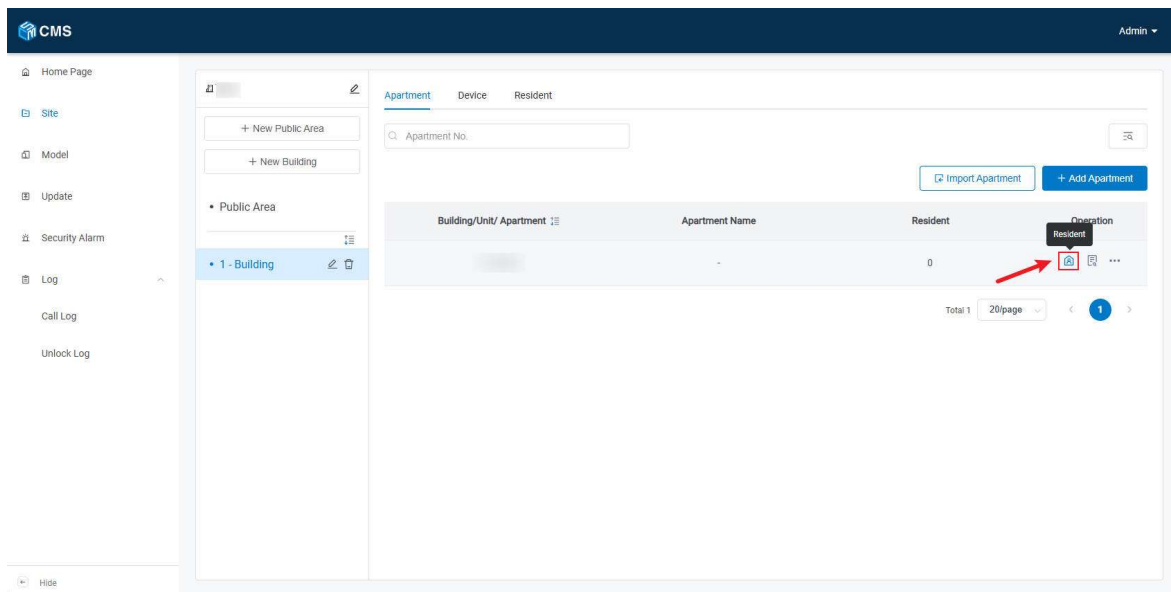 CMS
Admin
Home Page
Site
Model
Update
Security Alarm
Log
Call Log
Unlock Log
Hide
+ New Public Area
+ New Building
• Public Area
• 1 - Building
Apartment Device Resident
Apartment No.
Import Apartment + Add Apartment
Building/Unit/ Apartment Apartment Name Resident Operation
Resident
- 0 •••
Total 1 20/page < 1 >